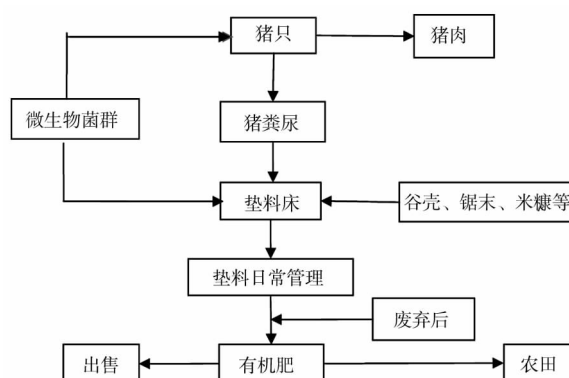 猪只
猪肉
微生物菌群
猪粪尿
垫料床
谷壳、锯末、米糠等
垫料日常管理
废弃后
出售
有机肥
农田